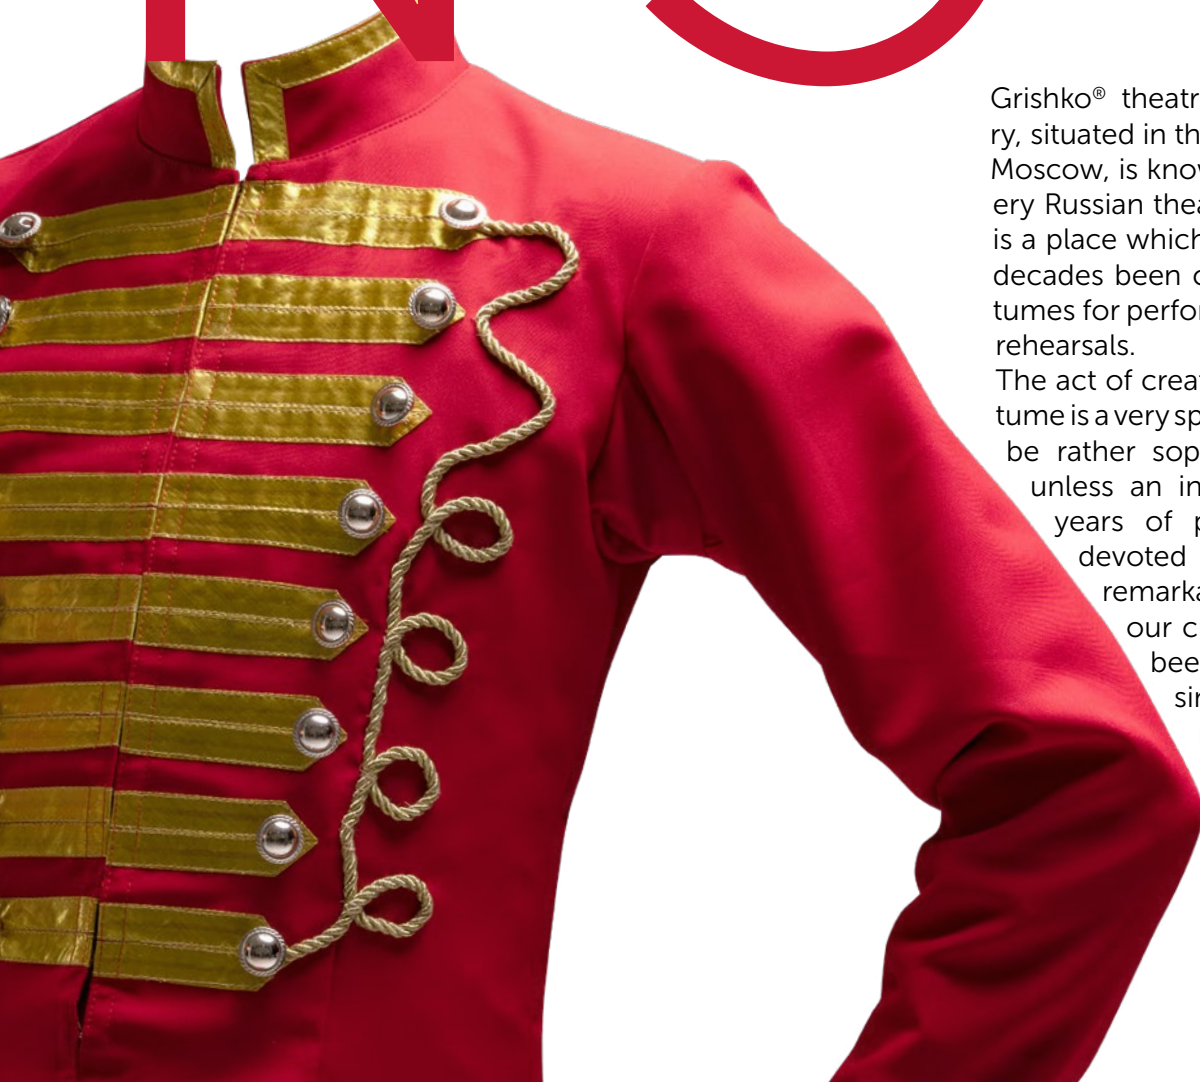 Grishko® theatr
ry, situated in th
Moscow, is know
ery Russian thea
is a place which
decades been
tumes for perfor
rehearsals.
The act of creat
tume is a very sp
be rather sop
unless an in
years of p
devoted
remarka
our c
bee
sin